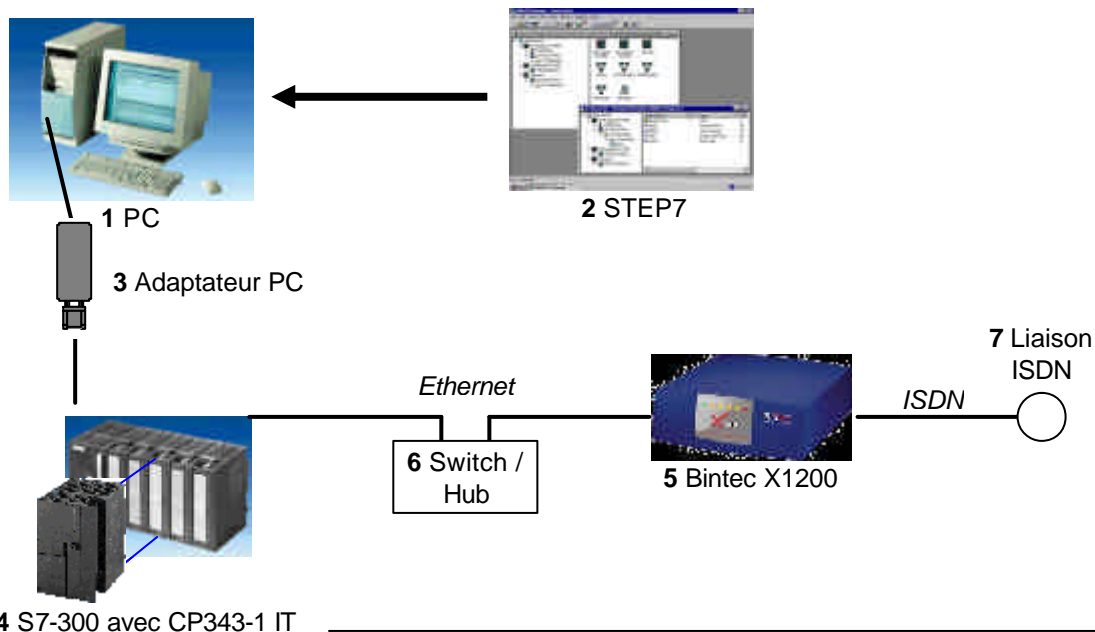 2 STEP7
1 PC
3 Adaptateur PC
7 Liaison
ISDN
Ethernet
ISDN
6 Switch /
Hub
5 Bintec X1200
4 S7-300 avec CP343-1 IT